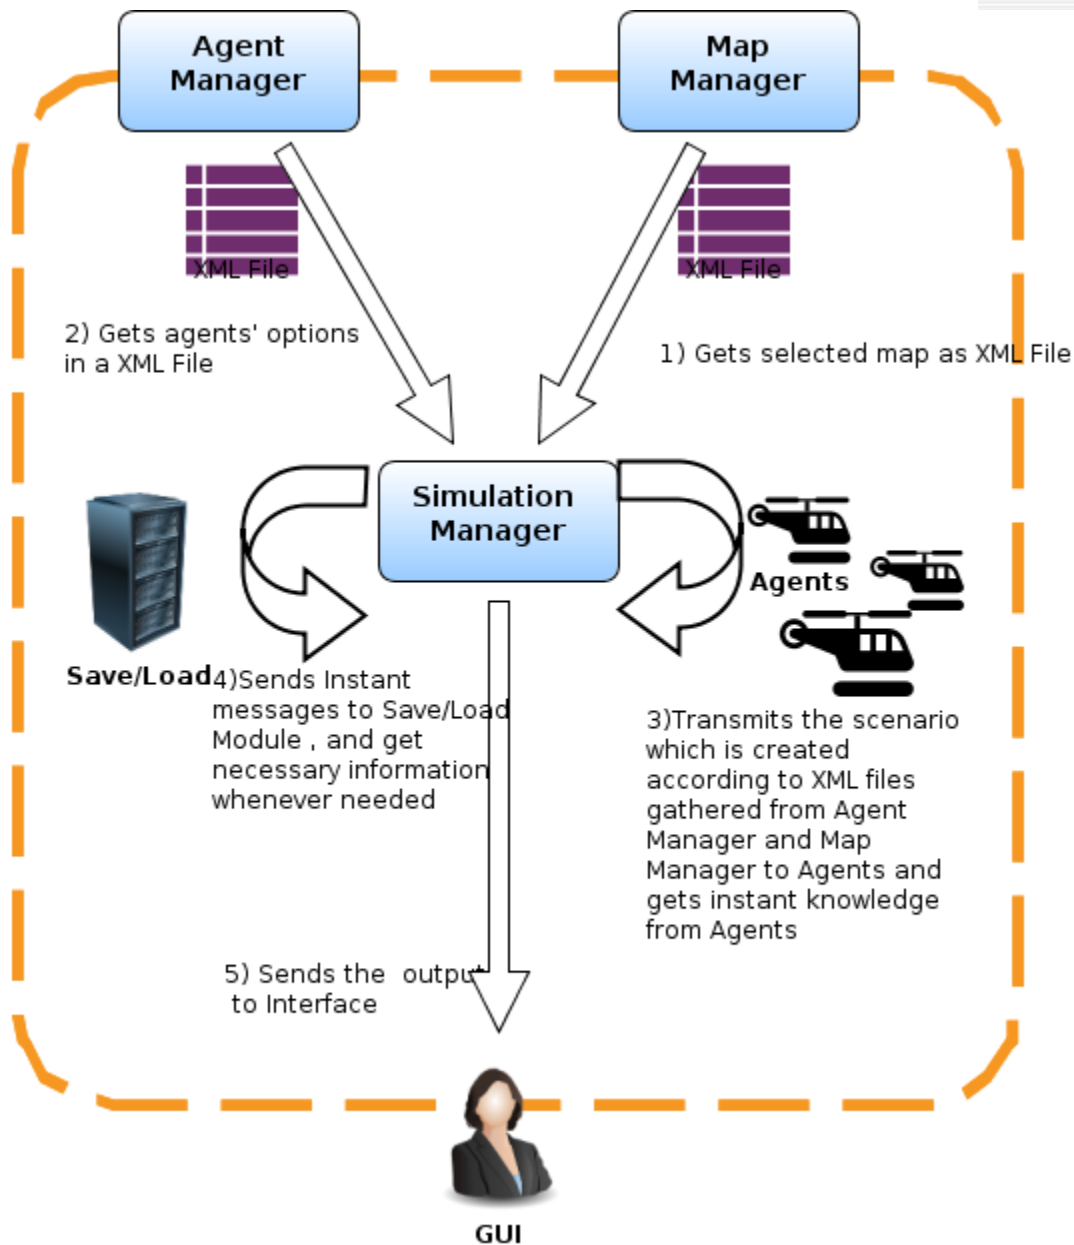 Agent
Manager
Map
Manager
XML File
XML File
2) Gets agents' options
in a XML File
1) Gets selected map as XML File
Simulation
Manager
Agents
Save/Load
4)Sends Instant
messages to Save/Load
Module , and get
necessary information
whenever needed
3)Transmits the scenario
which is created
according to XML files
gathered from Agent
Manager and Map
Manager to Agents and
gets instant knowledge
from Agents
5) Sends the  output
to Interface
GUI